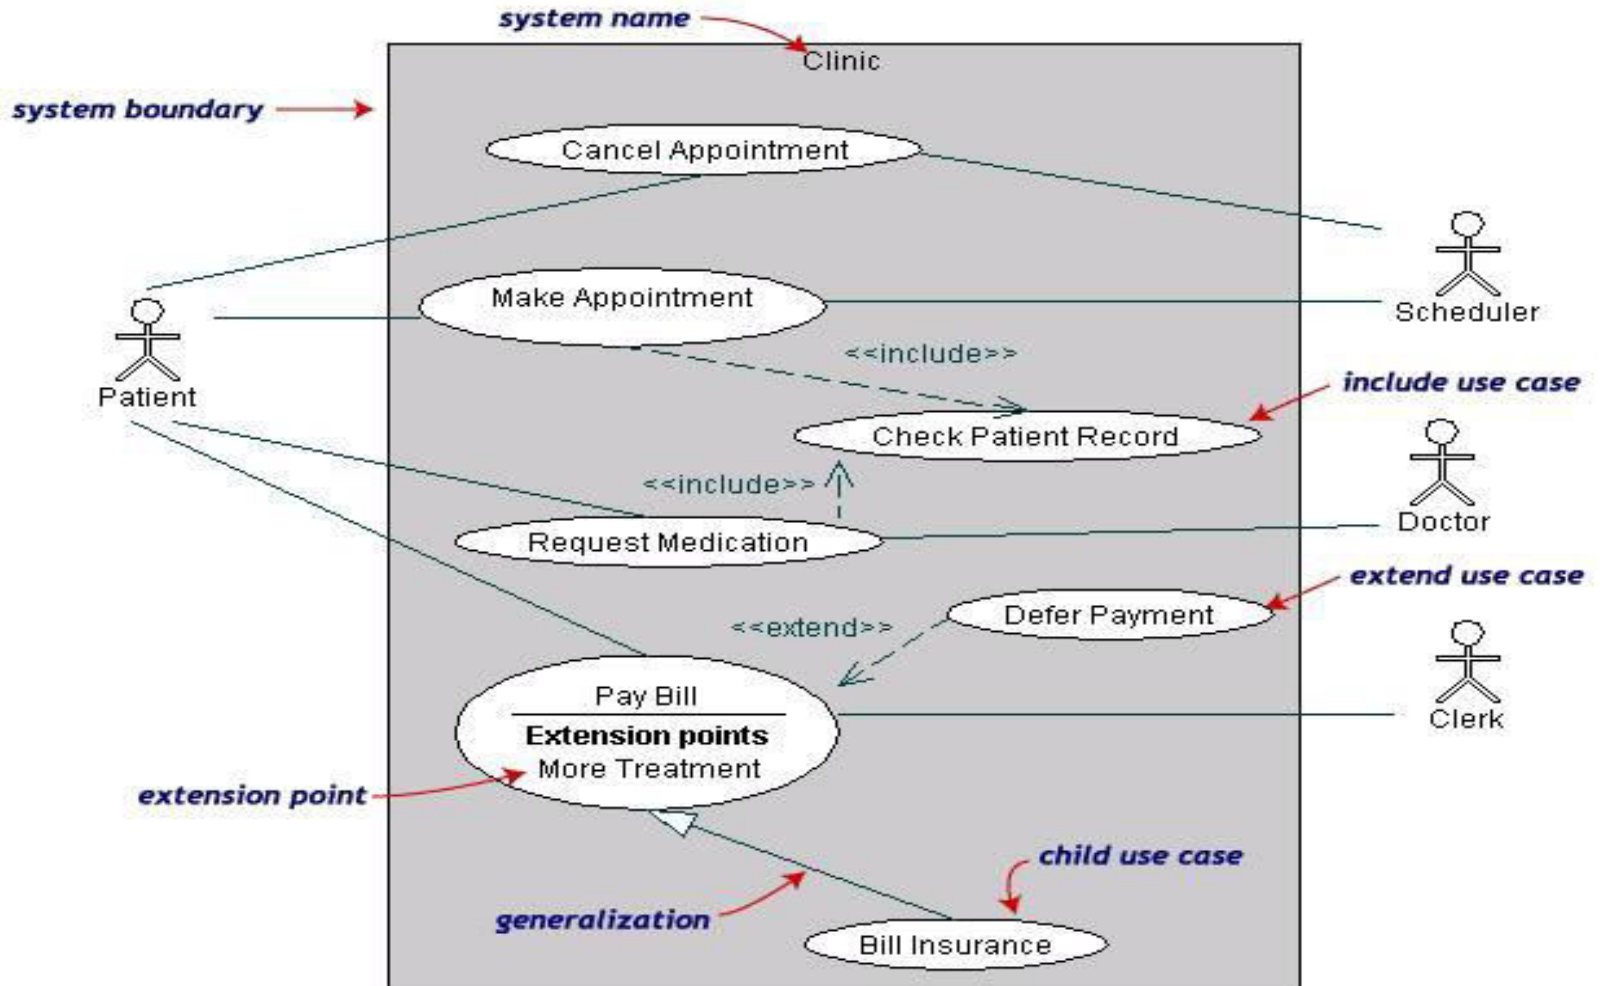 system name
Clinic
system boundary
Cancel Appointment
Make Appointment
Scheduler
<<include>>
include use case
Patient
Check Patient Record
<<include>>
Doctor
Request Medication
extend use case
Defer Payment
<<extend>>
Pay Bill
Clerk
Extension points
More Treatment
extension point
child use case
generalization
Bill Insurance